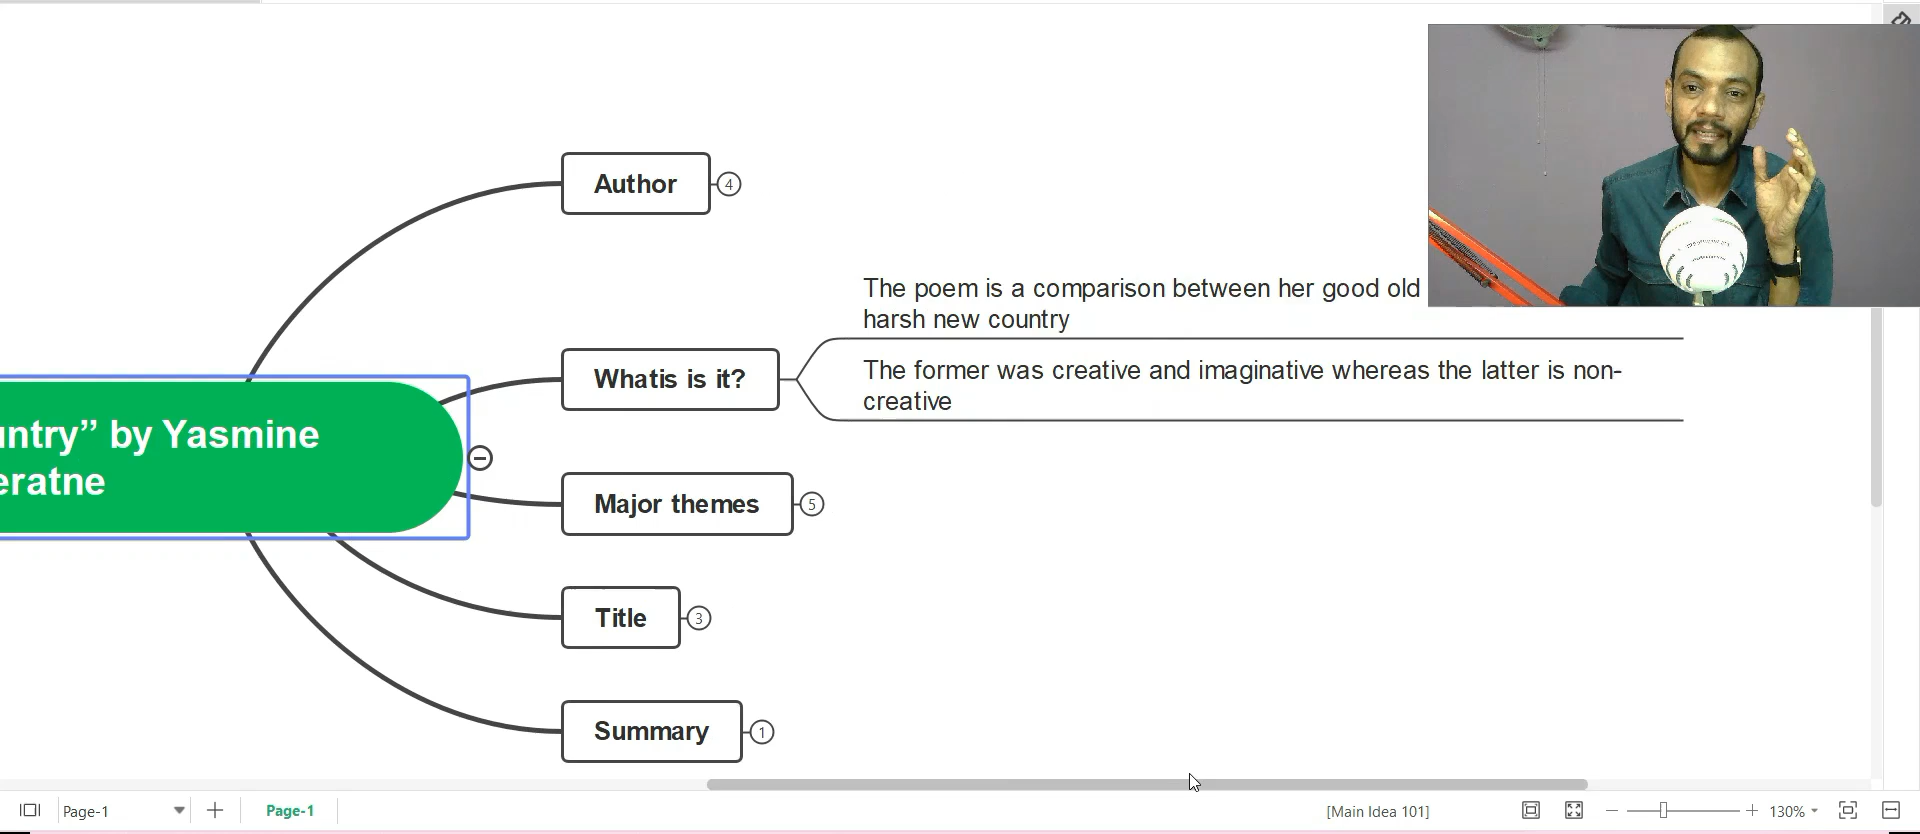 Author
4
The poem is a comparison between her good old
harsh new country
Whatis is it?
The former was creative and imaginative whereas the latter is non-
creative
untry” by Yasmine
eratne
Major themes
5
Title
3
Summary
1
Page-1
Page-1
[Main Idea 101]
130%